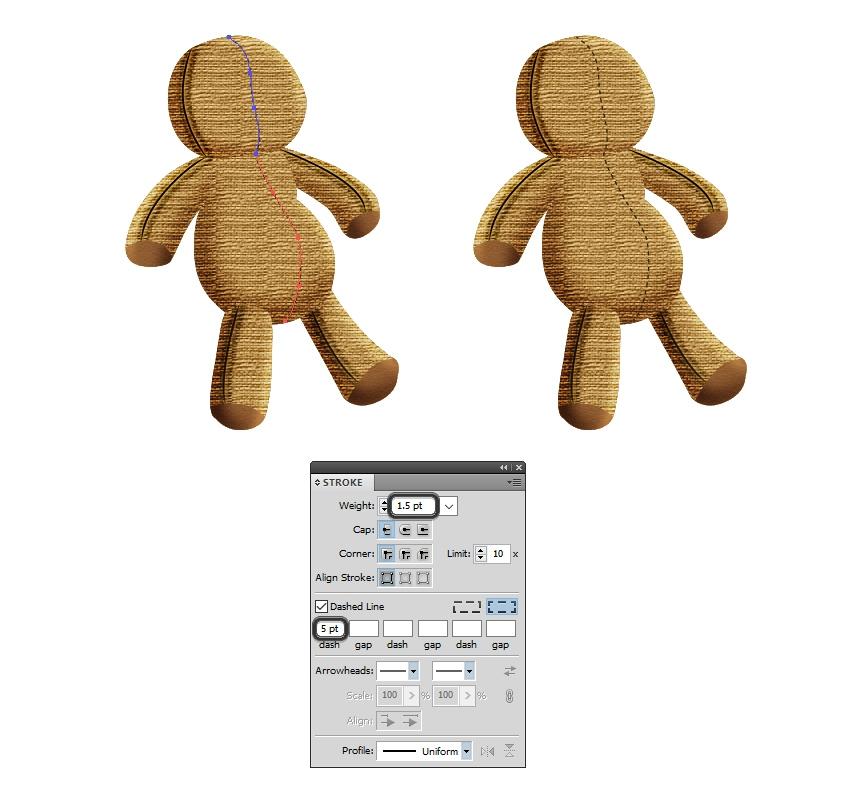 STROKE
Weight: 1.5 pt
Cap:
Corner: Limit: 10 x
Align Stroke:
Dashed Line
5 pt
dash gap dash gap dash gap
Arrowheads:
Scale: 100 % 100 %
Align:
Profile: Uniform